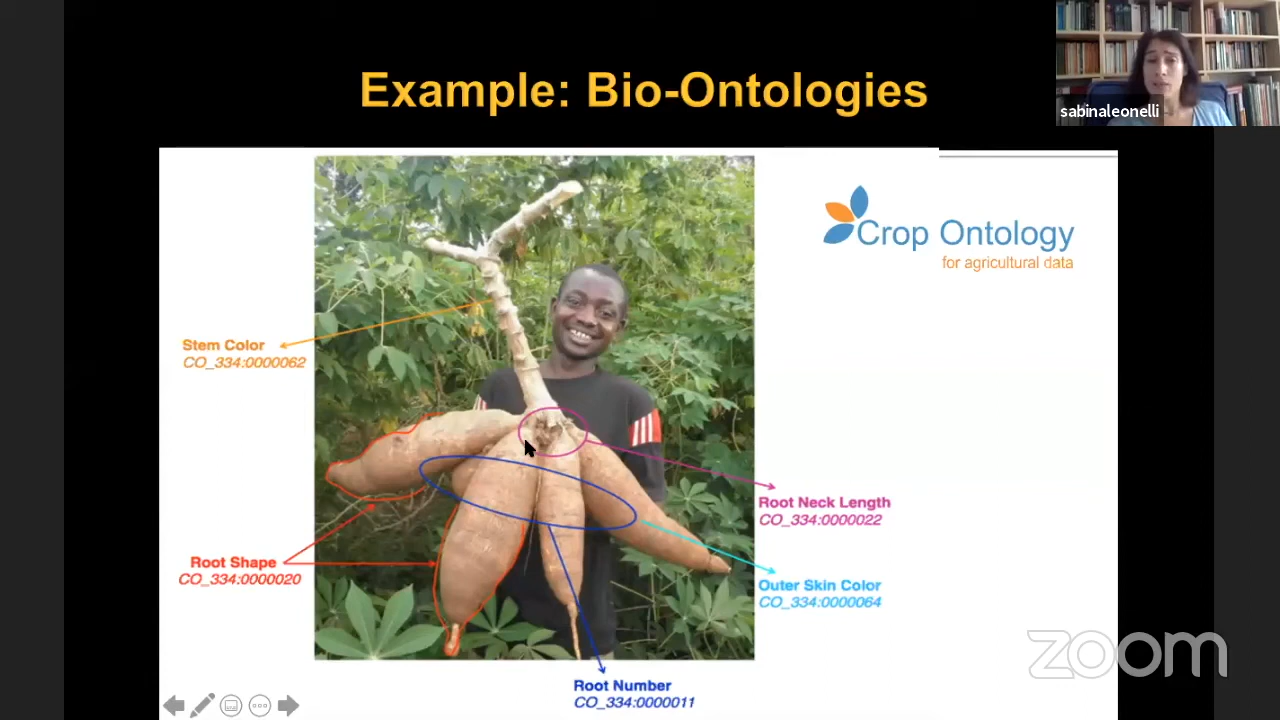 Example: Bio-Ontologies
sabinaleonelli
Crop Ontology
for agricultural data
Stem Color
CO_334:0000062
Root Neck Length
CO_334:0000022
Root Shape
CO_334:0000020
Outer Skin Color
CO_334:0000064
Root Number
CO_334:0000011
zoom